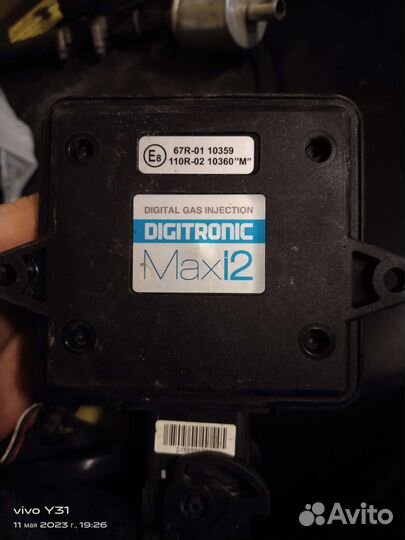 E8
67R-01 10359
110R-02 10360"M"
DIGITAL GAS INJECTION
DIGITRONIC
Maxi2
vivo Y31
11 мая 2023 г., 19:26
Avito